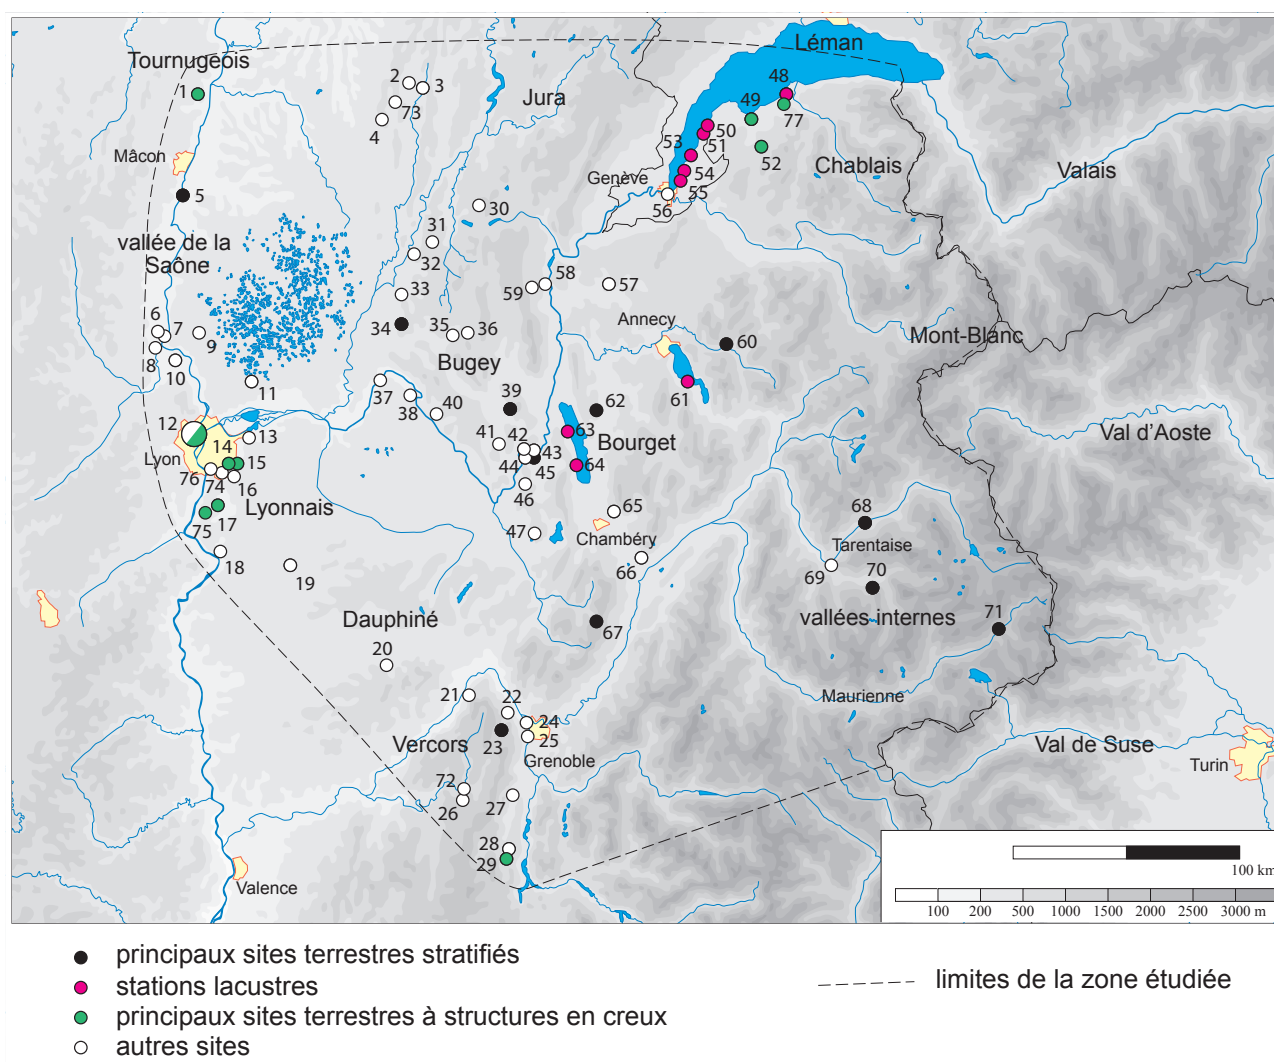 Léman
Tournugeois
48
2
3
Jura
1
73
49
77
4
50
53
51
52
Mâcon
Chablais
Valais
Genève
54
5
55
56
30
vallée de la
Saône
31
32
58
57
59
33
6
7
34
35
36
Annecy
Mont-Blanc
9
60
8
10
Bugey
11
37
38
39
40
62
61
12
13
41
42
43
63
Bourget
Val d'Aoste
Lyon
14
15
44
45
64
76
74
16
46
Lyonnais
17
65
75
68
47
Chambéry
Tarentaise
18
19
66
69
70
Dauphiné
67
vallées internes
71
20
21
22
Maurienne
24
Vercors
23
25
Val de Suse
Grenoble
Turin
72
26
27
28
29
100 km
Valence
100 200 500 1000 1500 2000 2500 3000 m
principaux sites terrestres stratifiés
stations lacustres
limites de la zone étudiée
principaux sites terrestres à structures en creux
autres sites